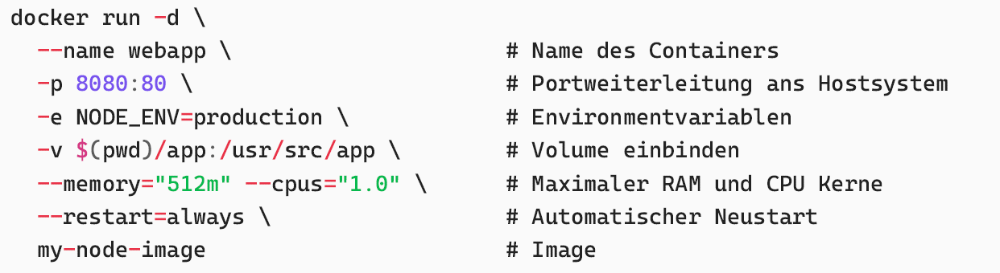 docker run -d \
  --name webapp \                     # Name des Containers
  -p 8080:80 \                        # Portweiterleitung ans Hostsystem
  -e NODE_ENV=production \            # Environmentvariablen
  -v $(pwd)/app:/usr/src/app \        # Volume einbinden
  --memory="512m" --cpus="1.0" \      # Maximaler RAM und CPU Kerne
  --restart=always \                  # Automatischer Neustart
  my-node-image                       # Image